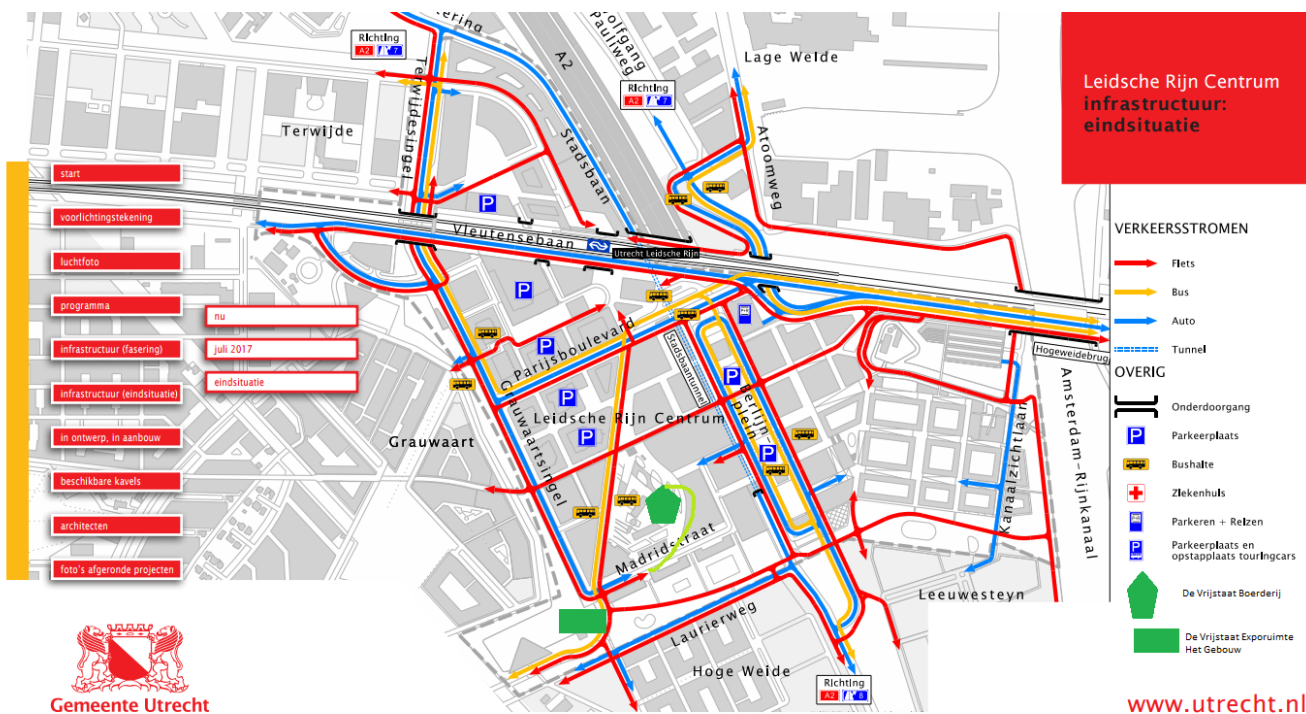 Leidsche Rijn Centrum
infrastructuur:
eindsituatie
start
voorlichtingstekening
luchtfoto
programma
infrastructuur (fasering)
infrastructuur (eindsituatie)
in ontwerp, in aanbouw
beschikbare kavels
architecten
foto's afgeronde projecten
nu
juli 2017
eindsituatie
Richting
A2 7
Terwijde
Terwijdesingel
A2
Stadsbaan
Richting
A2 7
Lage Weide
Atoomweg
Vleutensebaan
Utrecht Leidsche Rijn
P
P
P
P
P
P
P
Parijsboulevard
Stadsbaantunnel
Berlijn-
plein
Leidsche Rijn Centrum
Grauwaart
Grauwaartsingel
Madridstraat
Laurierweg
Hoge Weide
Leeuwesteyn
Kanaalzichtlaan
Amsterdam-Rijnkanaal
Hogeweidebrug
Richting
A2 8
VERKEERSSTROMEN
Fiets
Bus
Auto
Tunnel
OVERIG
Onderdoorgang
P
Parkeerplaats
Bushalte
Ziekenhuis
Parkeren + Reizen
P
Parkeerplaats en
opstapplaats touringcars
De Vrijstaat Boerderij
De Vrijstaat Exporuimte
Het Gebouw
Gemeente Utrecht
www.utrecht.nl